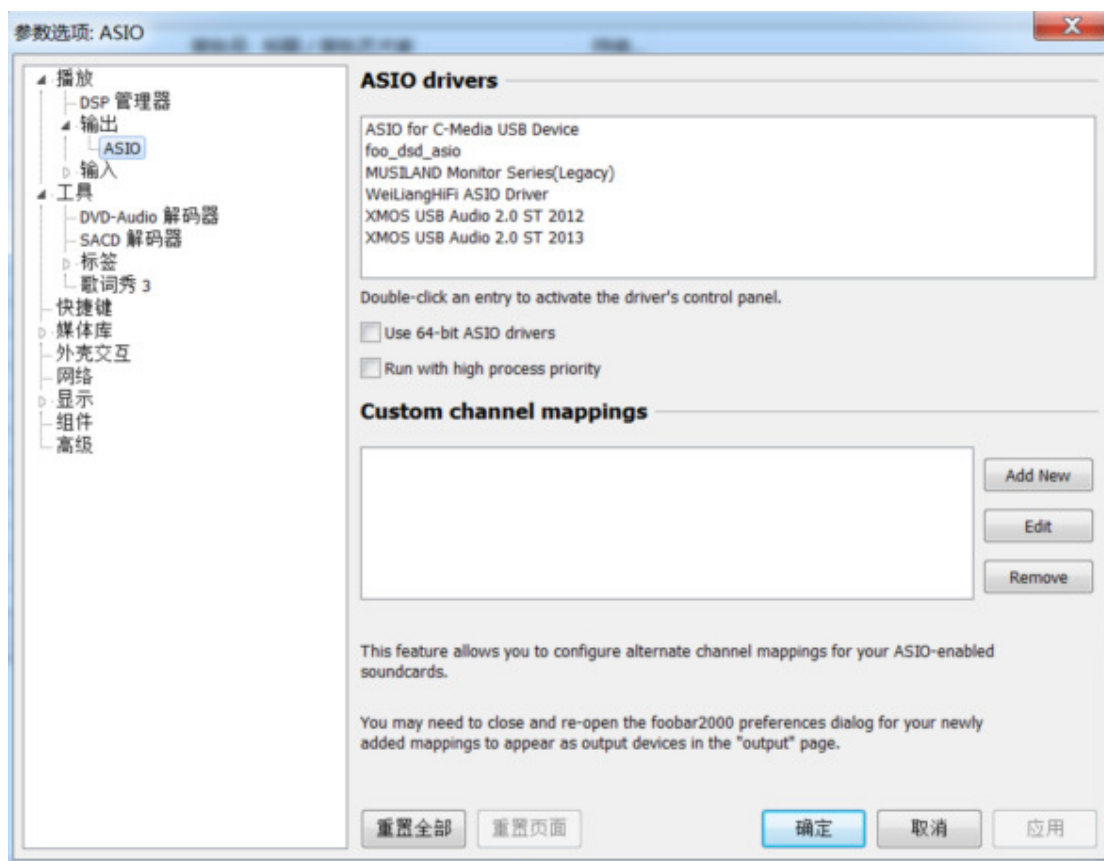 参数选项: ASIO
播放
DSP 管理器
输出
ASIO
输入
工具
DVD-Audio 解码器
SACD 解码器
标签
歌词秀 3
快捷键
媒体库
外壳交互
网络
显示
组件
高级
ASIO drivers
ASIO for C-Media USB Device
foo_dsd_asio
MUSILAND Monitor Series(Legacy)
WeiLiangHiFi ASIO Driver
XMOS USB Audio 2.0 ST 2012
XMOS USB Audio 2.0 ST 2013
Double-click an entry to activate the driver's control panel.
Use 64-bit ASIO drivers
Run with high process priority
Custom channel mappings
Add New
Edit
Remove
This feature allows you to configure alternate channel mappings for your ASIO-enabled
soundcards.
You may need to close and re-open the foobar2000 preferences dialog for your newly
added mappings to appear as output devices in the "output" page.
重置全部
重置页面
确定
取消
应用